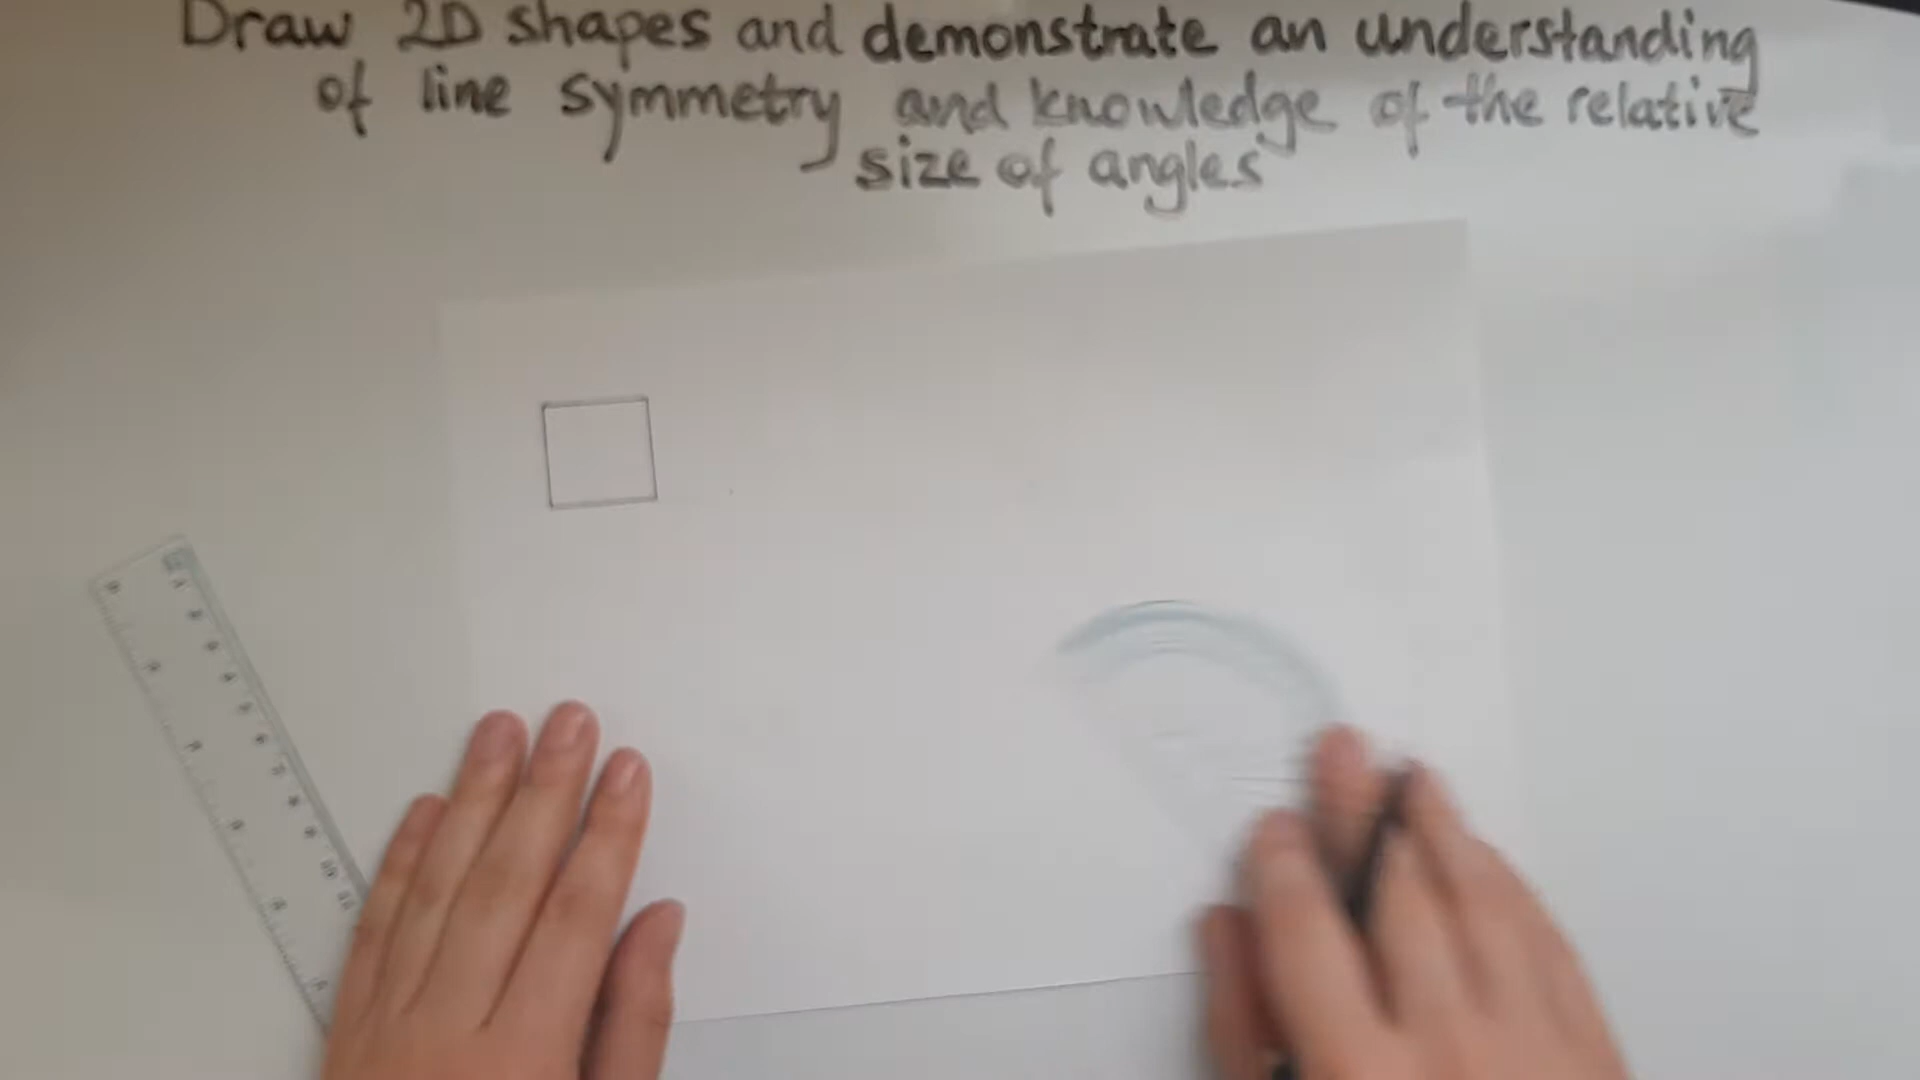 Draw 2D shapes and demonstrate an understanding
of line symmetry and knowledge of the relative
size of angles